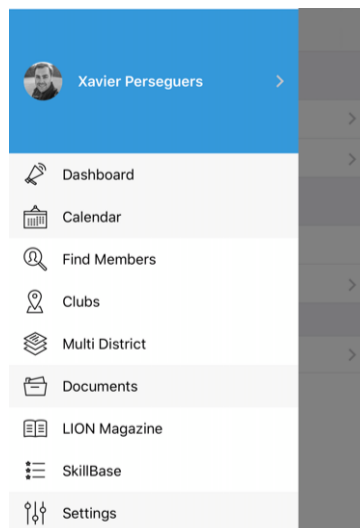 Xavier Perseguers
Dashboard
Calendar
Find Members
Clubs
Multi District
Documents
LION Magazine
SkillBase
Settings